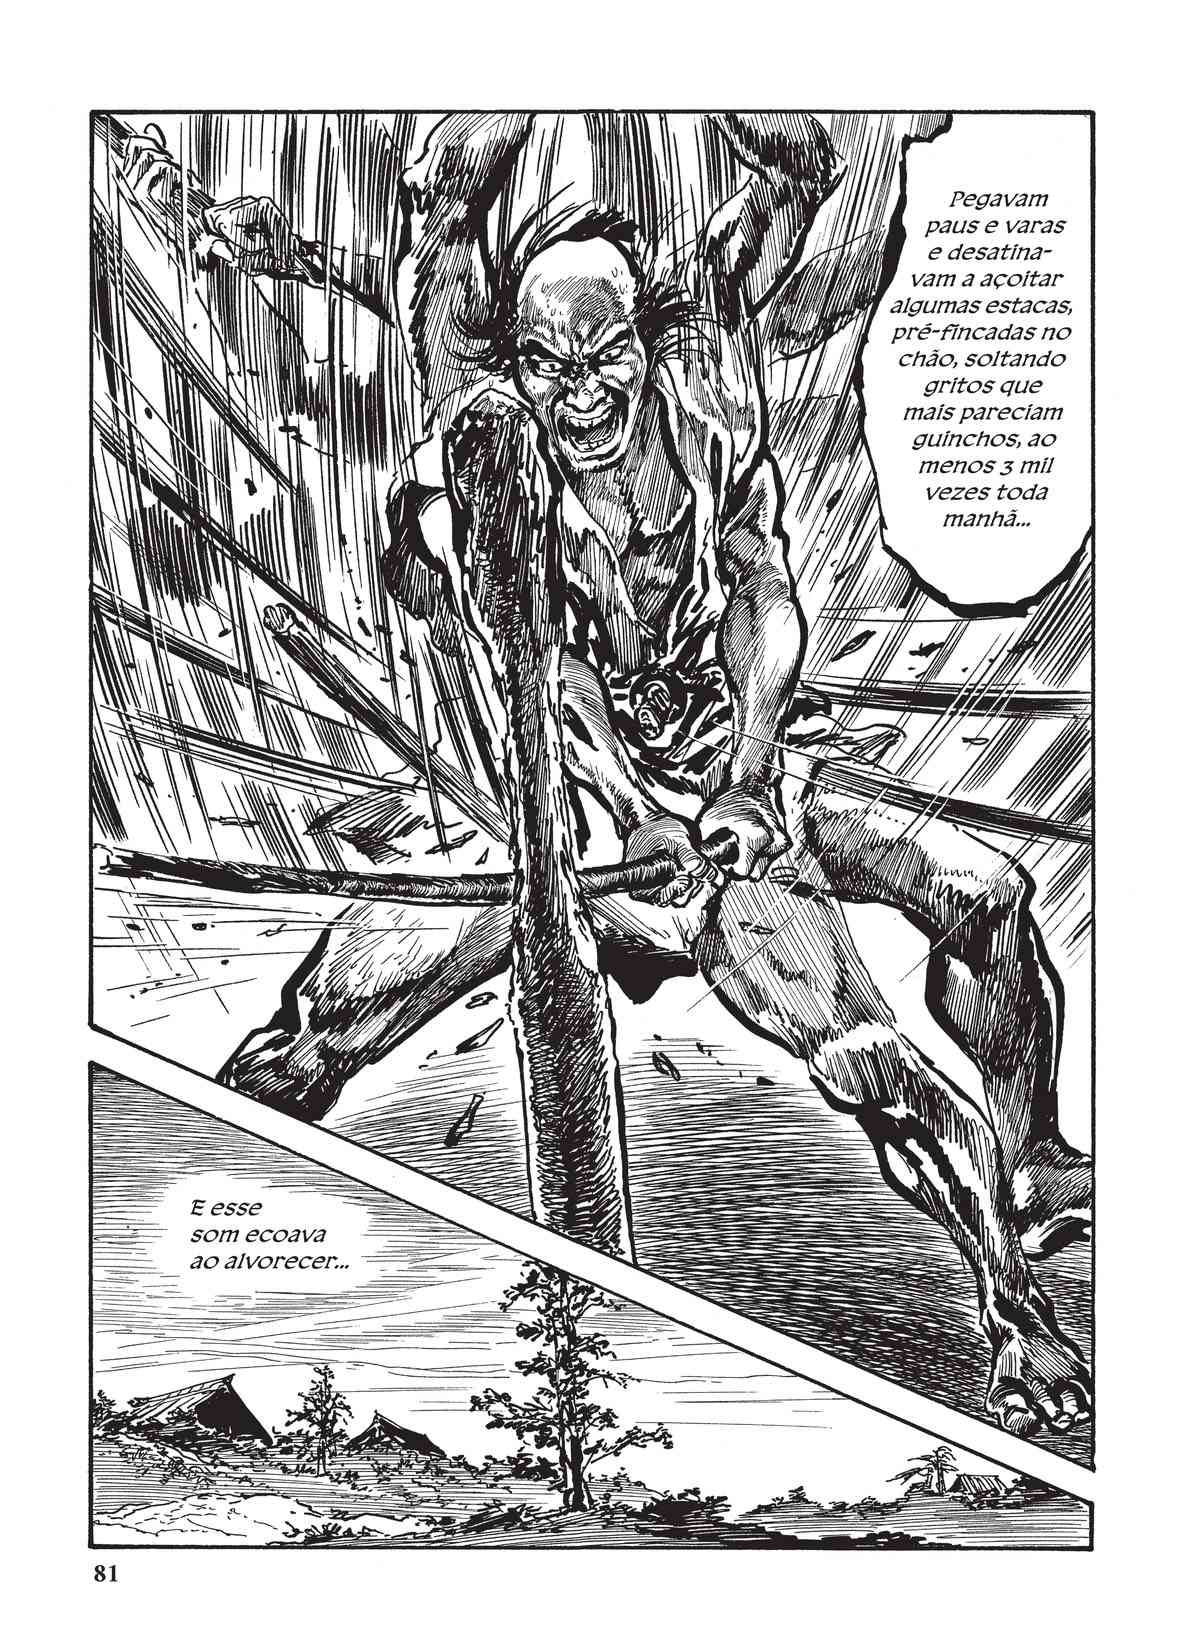 Pegavam
paus e varas
e desatina-
vam a açoitar
algumas estacas,
pré-fincadas no
chão, soltando
gritos que
mais pareciam
guinchos, ao
menos 3 mil
vezes toda
manhã...
E esse
som ecoava
ao alvorecer...
81